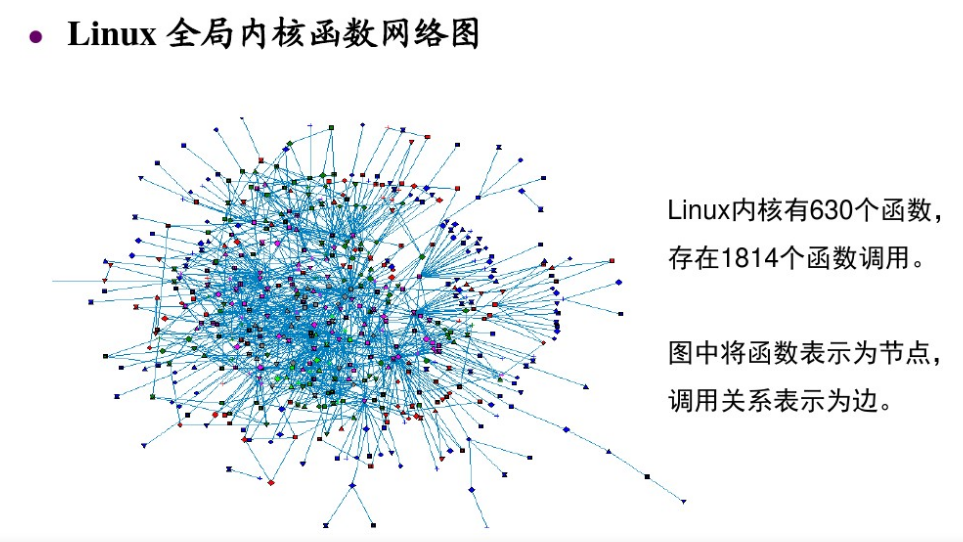 Linux 全局内核函数网络图
Linux内核有630个函数，
存在1814个函数调用。
图中将函数表示为节点，
调用关系表示为边。